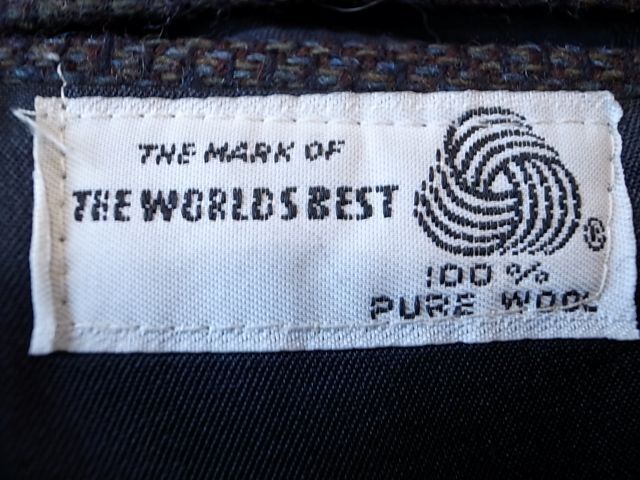 THE MARK OF
THE WORLDS BEST
®
100%
PURE WOOL